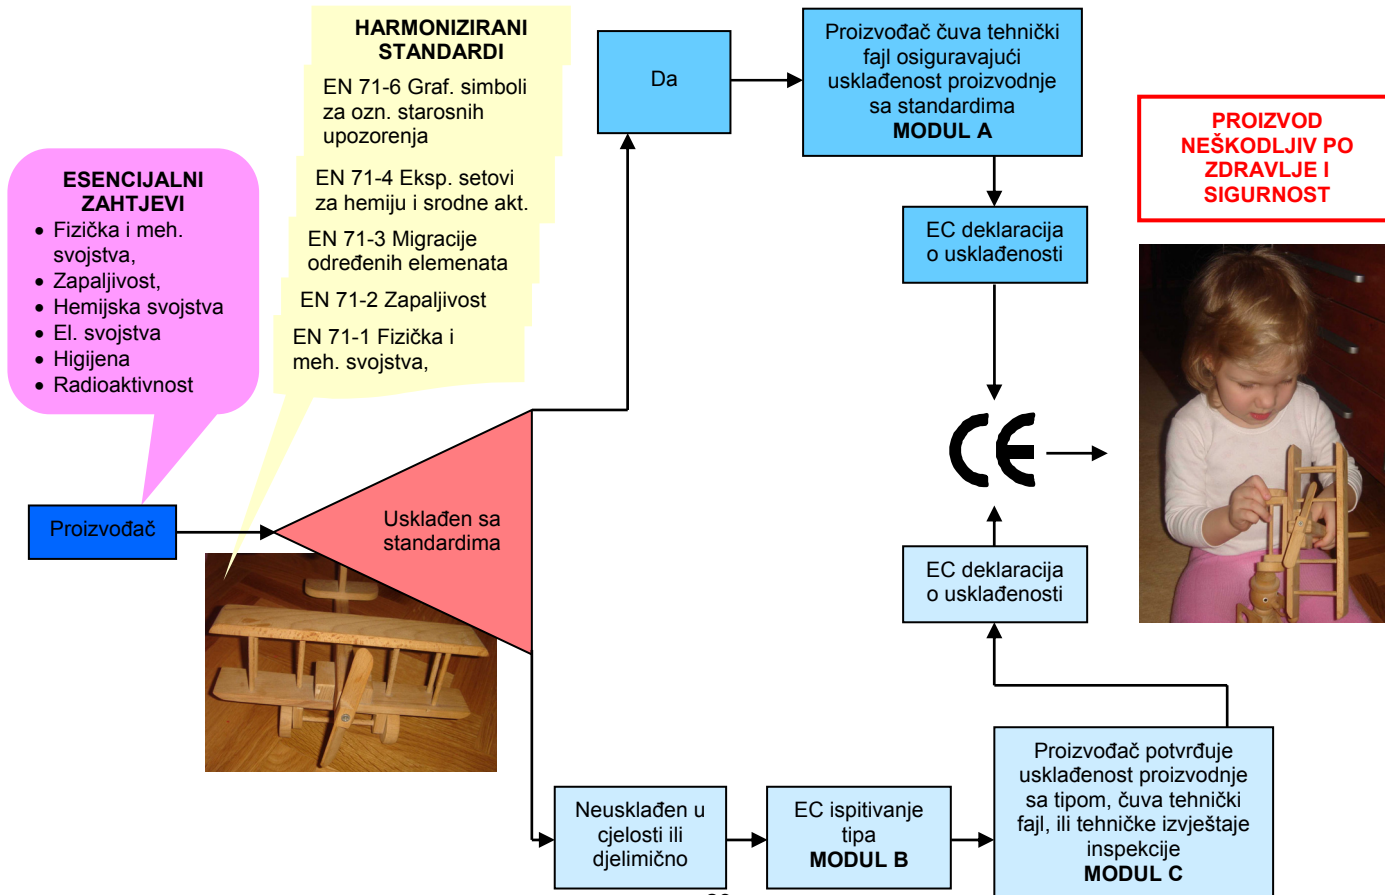 HARMONIZIRANI
STANDARDI
EN 71-6 Graf. simboli
za ozn. starosnih
upozorenja
EN 71-4 Eksp. setovi
za hemiju i srodne akt.
EN 71-3 Migracije
određenih elemenata
EN 71-2 Zapaljivost
EN 71-1 Fizička i
meh. svojstva,
ESENCIJALNI
ZAHTJEVI
• Fizička i meh.
svojstva,
• Zapaljivost,
• Hemijska svojstva
• El. svojstva
• Higijena
• Radioaktivnost
Proizvođač
Usklađen sa
standardima
Da
Proizvođač čuva tehnički
fajl osiguravajući
usklađenost proizvodnje
sa standardima
MODUL A
EC deklaracija
o usklađenosti
CE
PROIZVOD
NEŠKODLJIV PO
ZDRAVLJE I
SIGURNOST
EC deklaracija
o usklađenosti
Neusklađen u
cjelosti ili
djelimično
EC ispitivanje
tipa
MODUL B
Proizvođač potvrđuje
usklađenost proizvodnje
sa tipom, čuva tehnički
fajl, ili tehničke izvještaje
inspekcije
MODUL C